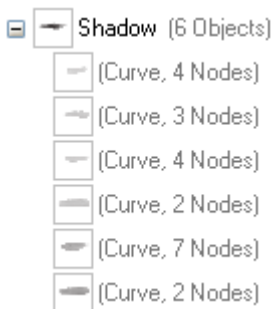 Shadow (6 Objects)
(Curve, 4 Nodes)
(Curve, 3 Nodes)
(Curve, 4 Nodes)
(Curve, 2 Nodes)
(Curve, 7 Nodes)
(Curve, 2 Nodes)